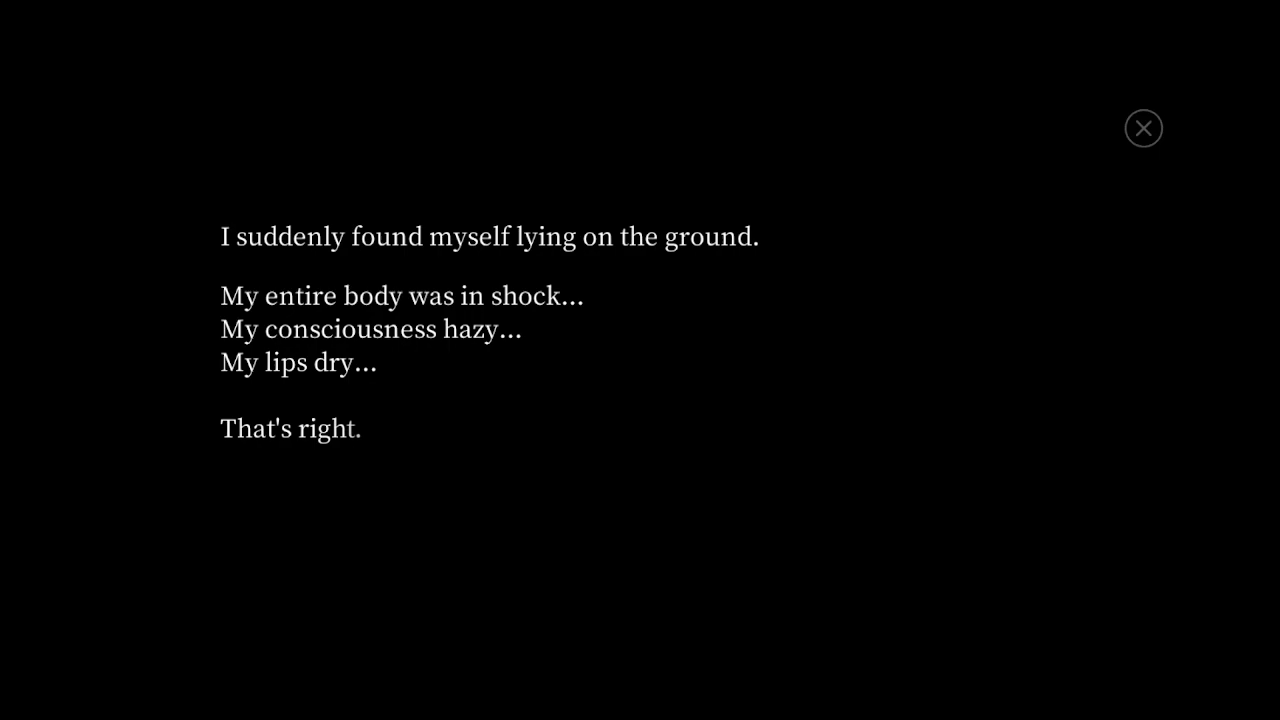 I suddenly found myself lying on the ground.
My entire body was in shock...
My consciousness hazy...
My lips dry...
That's right.